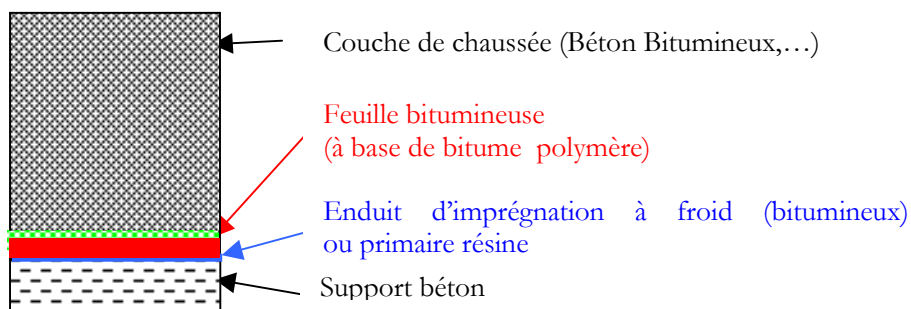 Couche de chaussée (Béton Bitumineux,…)
Feuille bitumineuse
(à base de bitume polymère)
Enduit d'imprégnation à froid (bitumineux)
ou primaire résine
Support béton